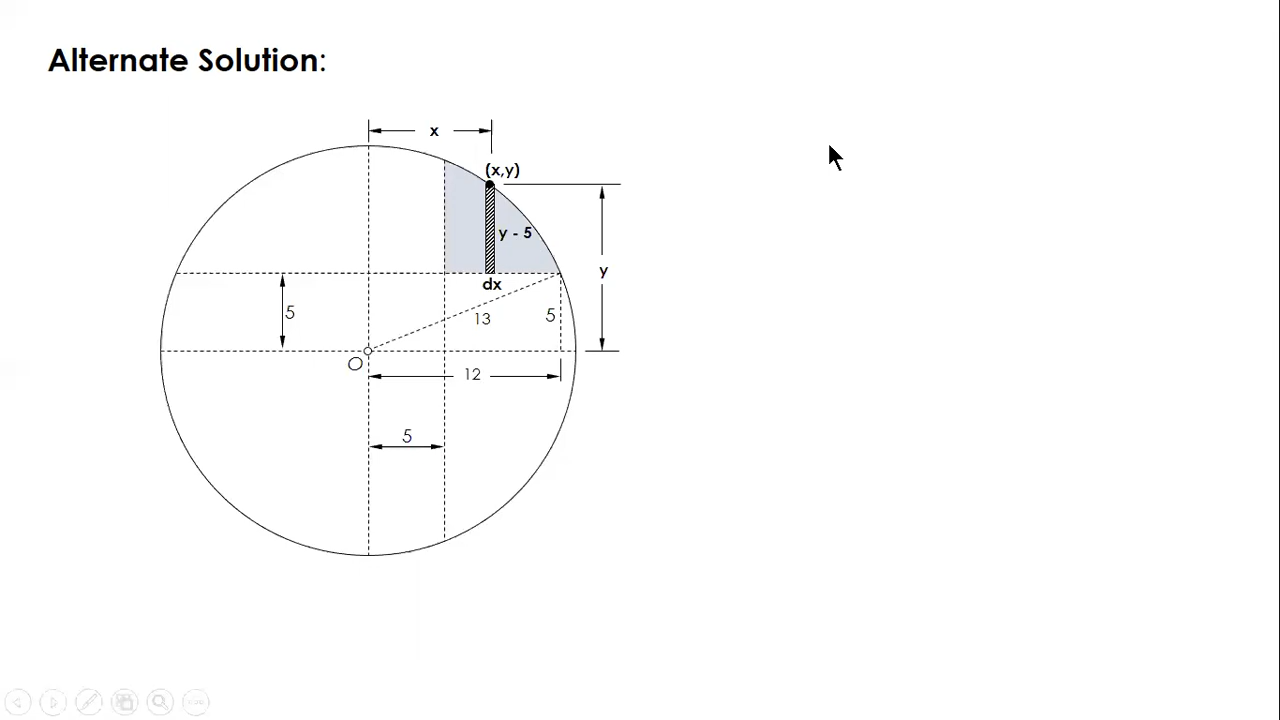 Alternate Solution:
x
(x,y)
y - 5
y
dx
5
13
5
O
12
5